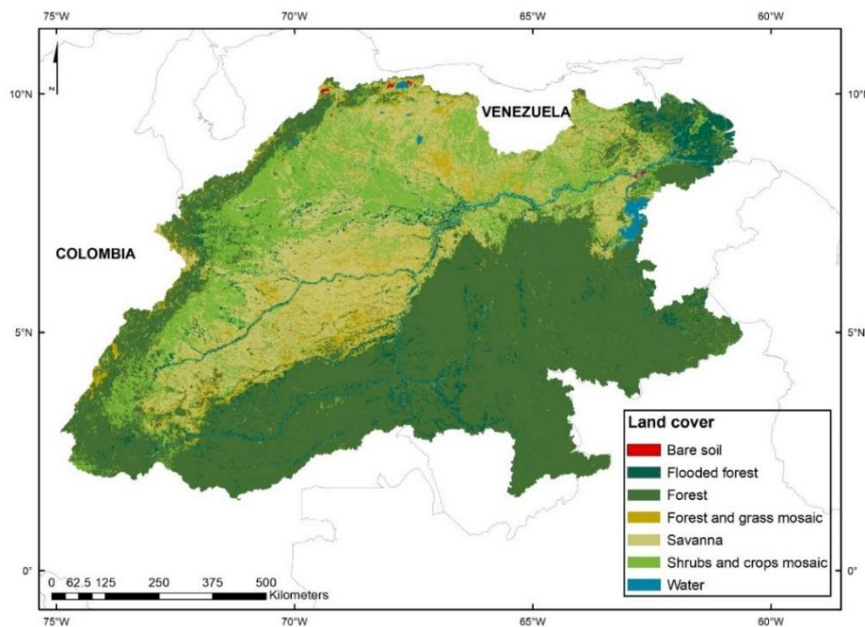 75°W 70°W 65°W 60°W
z
10°N 10°N
VENEZUELA
COLOMBIA
5°N 5°N
Land cover
Bare soil
Flooded forest
Forest
Forest and grass mosaic
Savanna
Shrubs and crops mosaic
Water
0° 0°
0 62.5 125 250 375 500
Kilometers
75°W 70°W 65°W 60°W